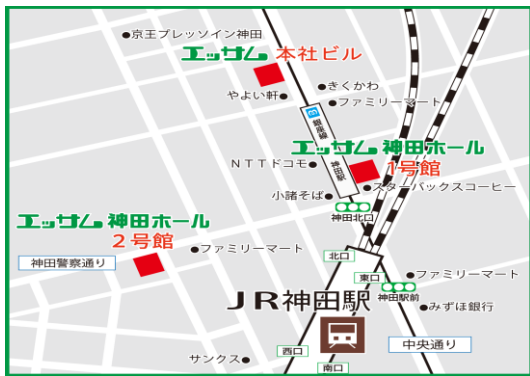 京王プレッソイン神田
エッサム 本社ビル
きくかわ
やよい軒
ファミリーマート
銀座線
神田駅
エッサム 神田ホール
1号館
NTTドコモ
スターバックスコーヒー
小諸そば
神田北口
エッサム 神田ホール
2号館
ファミリーマート
神田警察通り
北口
東口
ファミリーマート
神田駅前
JR神田駅
みずほ銀行
中央通り
西口
サンクス
南口